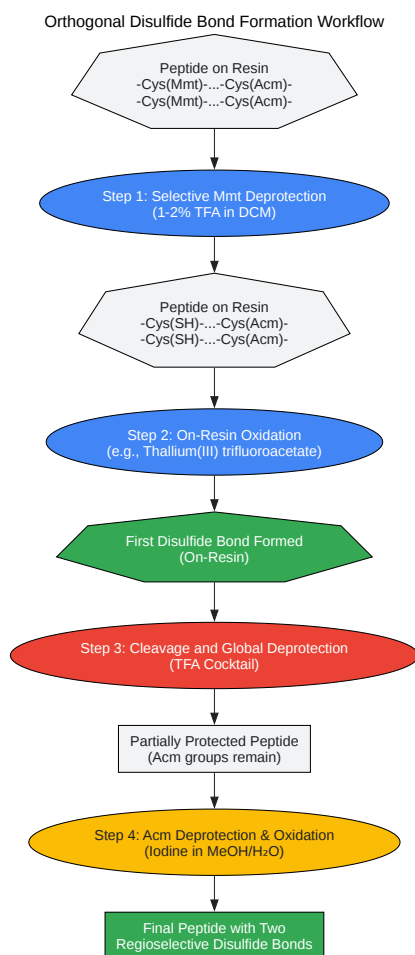 Orthogonal Disulfide Bond Formation Workflow
Peptide on Resin
-Cys(Mmt)-...-Cys(Acm)-
-Cys(Mmt)-...-Cys(Acm)-
Step 1: Selective Mmt Deprotection
(1-2% TFA in DCM)
Peptide on Resin
-Cys(SH)-...-Cys(Acm)-
-Cys(SH)-...-Cys(Acm)-
Step 2: On-Resin Oxidation
(e.g., Thallium(III) trifluoroacetate)
First Disulfide Bond Formed
(On-Resin)
Step 3: Cleavage and Global Deprotection
(TFA Cocktail)
Partially Protected Peptide
(Acm groups remain)
Step 4: Acm Deprotection & Oxidation
(Iodine in MeOH/H₂O)
Final Peptide with Two
Regioselective Disulfide Bonds